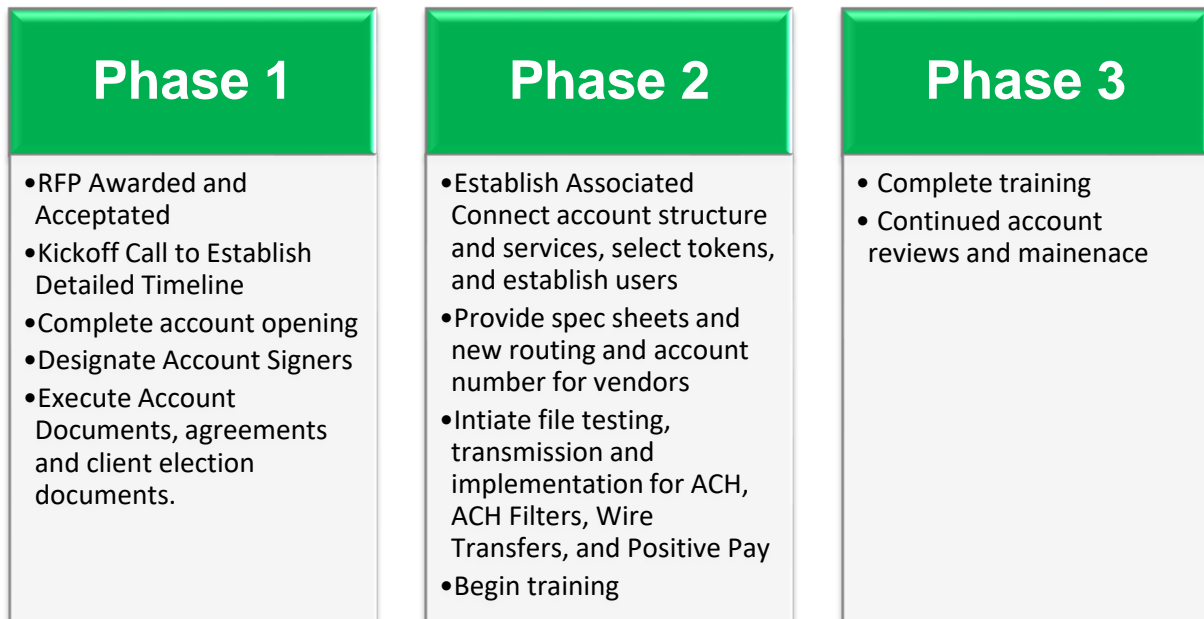 Phase 1
•RFP Awarded and
Acceptated
•Kickoff Call to Establish
Detailed Timeline
•Complete account opening
•Designate Account Signers
•Execute Account
Documents, agreements
and client election
documents.
Phase 2
•Establish Associated
Connect account structure
and services, select tokens,
and establish users
•Provide spec sheets and
new routing and account
number for vendors
•Intiate file testing,
transmission and
implementation for ACH,
ACH Filters, Wire
Transfers, and Positive Pay
•Begin training
Phase 3
• Complete training
• Continued account
reviews and mainenace